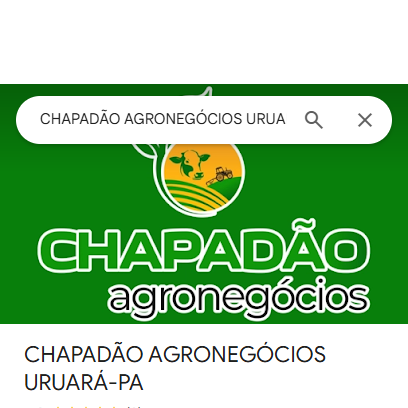 CHAPADÃO AGRONEGÓCIOS URUA
CHAPADÃO
agronegócios
CHAPADÃO AGRONEGÓCIOS
URUARÁ-PA